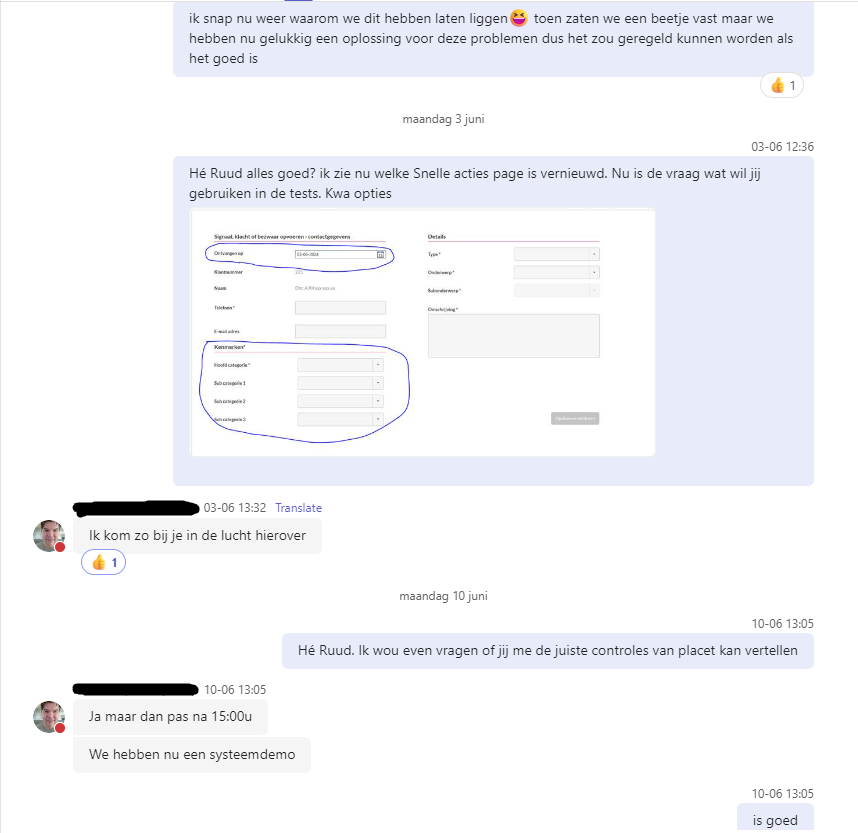 ik snap nu weer waarom we dit hebben laten liggen😆 toen zaten we een beetje vast maar we
hebben nu gelukkig een oplossing voor deze problemen dus het zou geregeld kunnen worden als
het goed is
👍 1
maandag 3 juni
03-06 12:36
Hé Ruud alles goed? ik zie nu welke Snelle acties page is vernieuwd. Nu is de vraag wat wil jij
gebruiken in de tests. Kwa opties
Signaal, klacht of bezwaar opvoeren - contactgegevens
Ontvangen op
03-06-2024
Klantnummer
Naam
Telefoon*
E-mail adres
Kenmerken*
Hoofd categorie*
Sub categorie 1
Sub categorie 2
Sub categorie 3
Details
Type*
Onderwerp*
Subonderwerp*
Omschrijving*
03-06 13:32 Translate
Ik kom zo bij je in de lucht hierover
👍 1
maandag 10 juni
10-06 13:05
Hé Ruud. Ik wou even vragen of jij me de juiste controles van placet kan vertellen
10-06 13:05
Ja maar dan pas na 15:00u
We hebben nu een systeemdemo
10-06 13:05
is goed